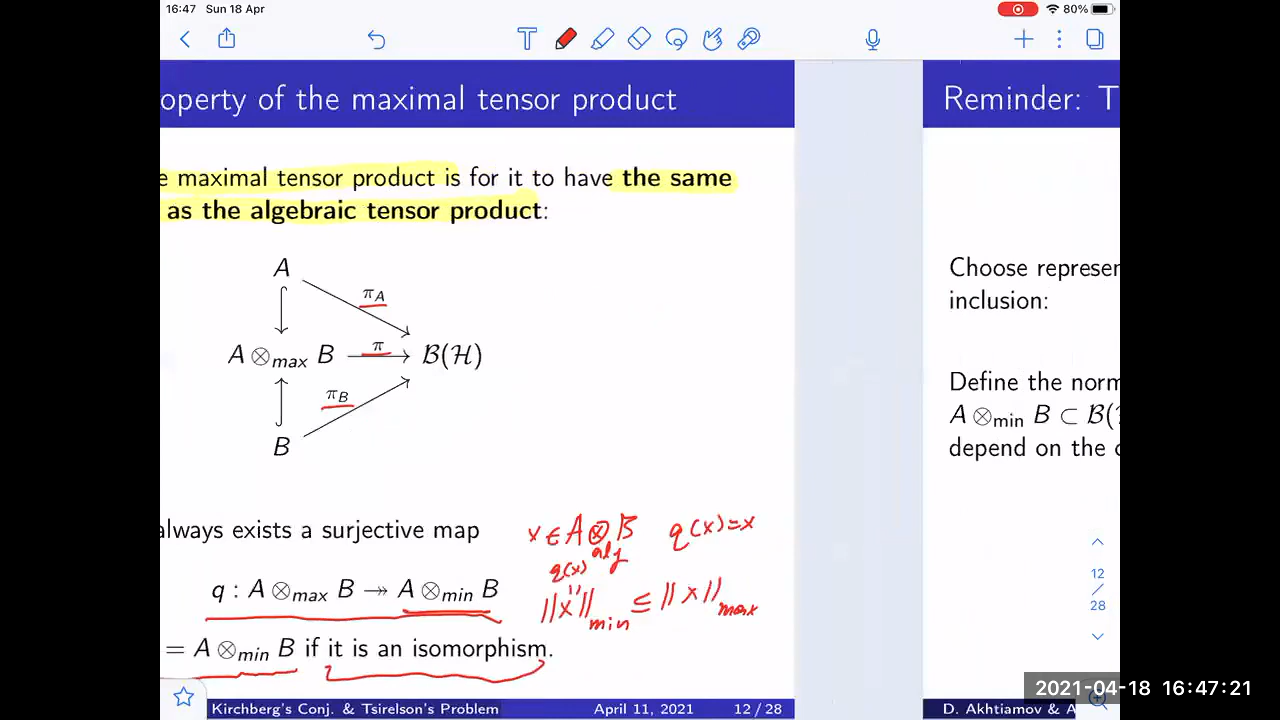 16:47 Sun 18 Apr
80%
operty of the maximal tensor product
e maximal tensor product is for it to have the same
as the algebraic tensor product:
A
π_A
A ⊗_max B π B(H)
π_B
B
always exists a surjective map
q : A ⊗_max B ↠ A ⊗_min B
= A ⊗_min B if it is an isomorphism.
x ∈ A ⊗_alg B q(x)=x
q(x)
||x||_min ≤ ||x||_max
Kirchberg's Conj. & Tsirelson's Problem April 11, 2021 12 / 28
Reminder: T
Choose represen
inclusion:
Define the norm
A ⊗_min B ⊂ B(
depend on the c
12
/
28
D. Akhtiamov & A
2021-04-18 16:47:21